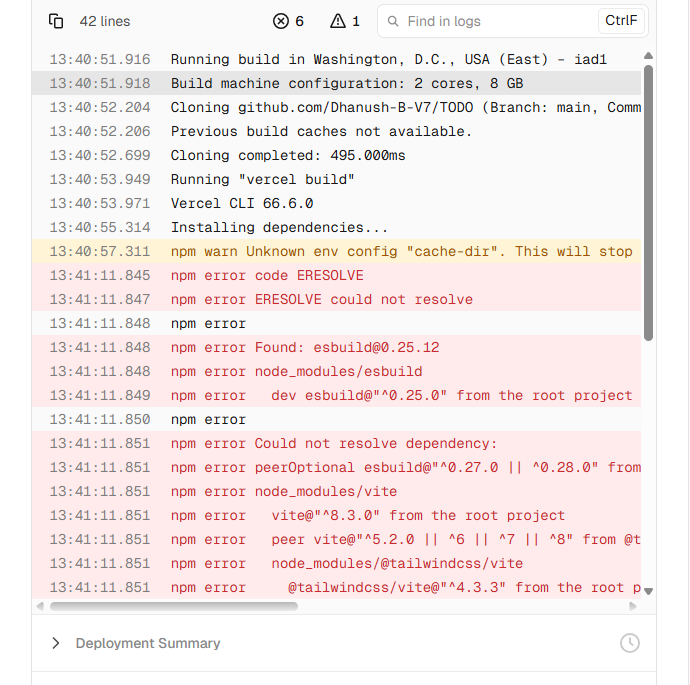 42 lines 6 1 Find in logs CtrlF
13:40:51.916 Running build in Washington, D.C., USA (East) – iad1
13:40:51.918 Build machine configuration: 2 cores, 8 GB
13:40:52.204 Cloning github.com/Dhanush-B-V7/TODO (Branch: main, Comm
13:40:52.206 Previous build caches not available.
13:40:52.699 Cloning completed: 495.000ms
13:40:53.949 Running "vercel build"
13:40:53.971 Vercel CLI 66.6.0
13:40:55.314 Installing dependencies...
13:40:57.311 npm warn Unknown env config "cache-dir". This will stop
13:41:11.845 npm error code ERESOLVE
13:41:11.847 npm error ERESOLVE could not resolve
13:41:11.848 npm error
13:41:11.848 npm error Found: esbuild@0.25.12
13:41:11.848 npm error node_modules/esbuild
13:41:11.849 npm error   dev esbuild@"^0.25.0" from the root project
13:41:11.850 npm error
13:41:11.851 npm error Could not resolve dependency:
13:41:11.851 npm error peerOptional esbuild@"^0.27.0 || ^0.28.0" from
13:41:11.851 npm error node_modules/vite
13:41:11.851 npm error   vite@"^8.3.0" from the root project
13:41:11.851 npm error   peer vite@"^5.2.0 || ^6 || ^7 || ^8" from @t
13:41:11.851 npm error   node_modules/@tailwindcss/vite
13:41:11.851 npm error     @tailwindcss/vite@"^4.3.3" from the root p
Deployment Summary